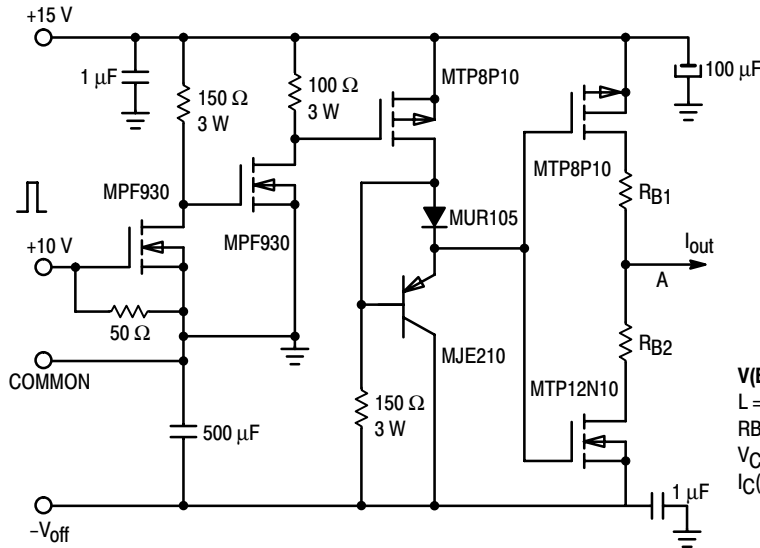 +15 V
1 µF
150 Ω
3 W
100 Ω
3 W
MTP8P10
100 µF
MPF930
MTP8P10
RB1
MUR105
MPF930
+10 V
Iout
A
50 Ω
RB2
COMMON
MJE210
MTP12N10
500 µF
150 Ω
3 W
V(B
L =
RB
VC
IC(
1 µF
–Voff